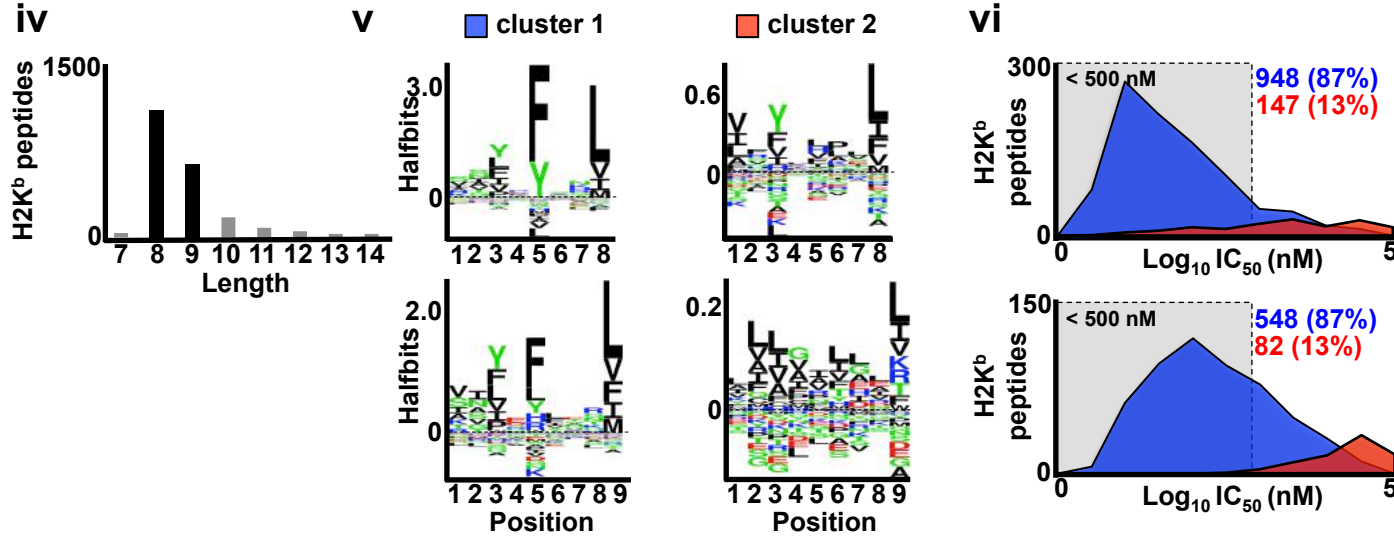 iv
1500
0
H2Kᵇ peptides
7 8 9 10 11 12 13 14
Length
v
cluster 1
cluster 2
Halfbits
3.0
0
1 2 3 4 5 6 7 8
0.6
0
1 2 3 4 5 6 7 8
Halfbits
2.0
0
1 2 3 4 5 6 7 8 9
Position
0.2
0
1 2 3 4 5 6 7 8 9
Position
vi
300
0
H2Kᵇ
peptides
< 500 nM
948 (87%)
147 (13%)
0 5
Log₁₀ IC₅₀ (nM)
150
0
H2Kᵇ
peptides
< 500 nM
548 (87%)
82 (13%)
0 5
Log₁₀ IC₅₀ (nM)